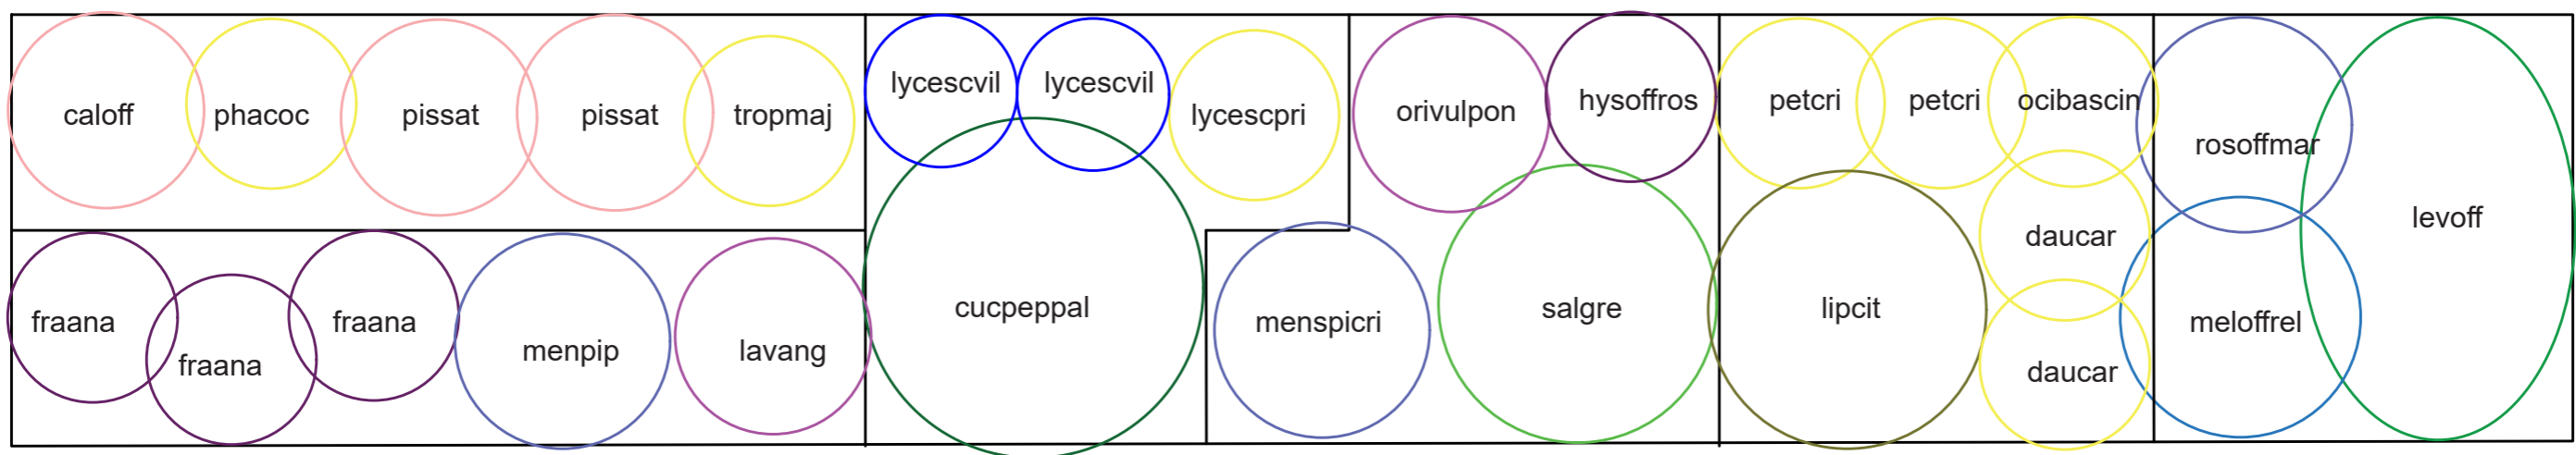 caloff
phacoc
pissat
pissat
tropmaj
fraana
fraana
fraana
menpip
lavang
lycescvil
lycescvil
lycescpri
cucpeppal
orivulpon
hysoffros
menspicri
salgre
petcri
petcri
ocibascin
daucar
lipcit
daucar
rosoffmar
levoff
meloffrel